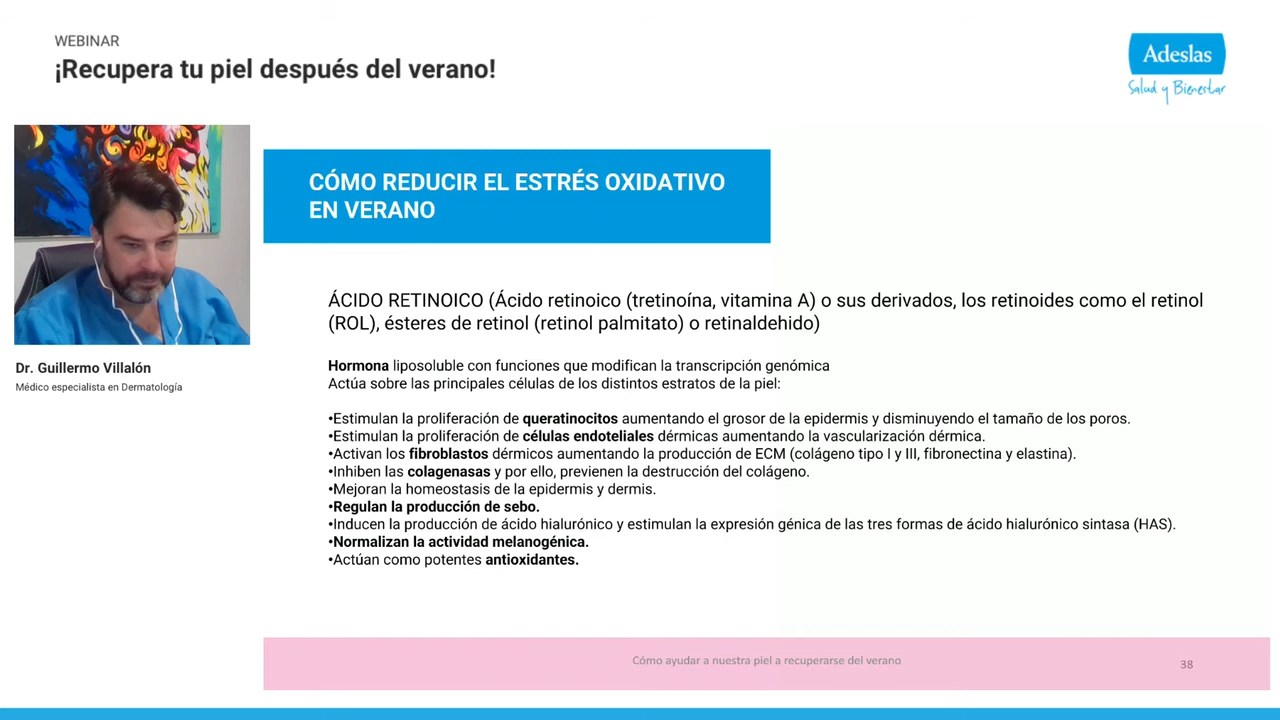 WEBINAR
¡Recupera tu piel después del verano!
Adeslas
Salud y Bienestar
CÓMO REDUCIR EL ESTRÉS OXIDATIVO
EN VERANO
Dr. Guillermo Villalón
Médico especialista en Dermatología
ÁCIDO RETINOICO (Ácido retinoico (tretinoína, vitamina A) o sus derivados, los retinoides como el retinol
(ROL), ésteres de retinol (retinol palmitato) o retinaldehido)
Hormona liposoluble con funciones que modifican la transcripción genómica
Actúa sobre las principales células de los distintos estratos de la piel:
•Estimulan la proliferación de queratinocitos aumentando el grosor de la epidermis y disminuyendo el tamaño de los poros.
•Estimulan la proliferación de células endoteliales dérmicas aumentando la vascularización dérmica.
•Activan los fibroblastos dérmicos aumentando la producción de ECM (colágeno tipo I y III, fibronectina y elastina).
•Inhiben las colagenasas y por ello, previenen la destrucción del colágeno.
•Mejoran la homeostasis de la epidermis y dermis.
•Regulan la producción de sebo.
•Inducen la producción de ácido hialurónico y estimulan la expresión génica de las tres formas de ácido hialurónico sintasa (HAS).
•Normalizan la actividad melanogénica.
•Actúan como potentes antioxidantes.
Cómo ayudar a nuestra piel a recuperarse del verano
38